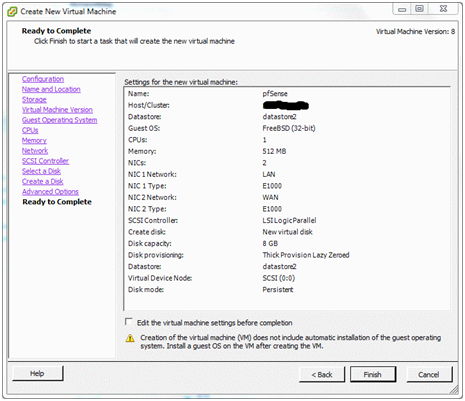 Create New Virtual Machine
Ready to Complete
Click Finish to start a task that will create the new virtual machine
Virtual Machine Version: 8
Configuration
Name and Location
Storage
Virtual Machine Version
Guest Operating System
CPUs
Memory
Network
SCSI Controller
Select a Disk
Create a Disk
Advanced Options
Ready to Complete
Settings for the new virtual machine:
Name: pfSense
Host/Cluster:
Datastore: datastore2
Guest OS: FreeBSD (32-bit)
CPUs: 1
Memory: 512 MB
NICs: 2
NIC 1 Network: LAN
NIC 1 Type: E1000
NIC 2 Network: WAN
NIC 2 Type: E1000
SCSI Controller: LSI LogicParallel
Create disk: New virtual disk
Disk capacity: 8 GB
Disk provisioning: Thick Provision Lazy Zeroed
Datastore: datastore2
Virtual Device Node: SCSI (0:0)
Disk mode: Persistent
Edit the virtual machine settings before completion
Creation of the virtual machine (VM) does not include automatic installation of the guest operating
system. Install a guest OS on the VM after creating the VM.
Help
< Back
Finish
Cancel